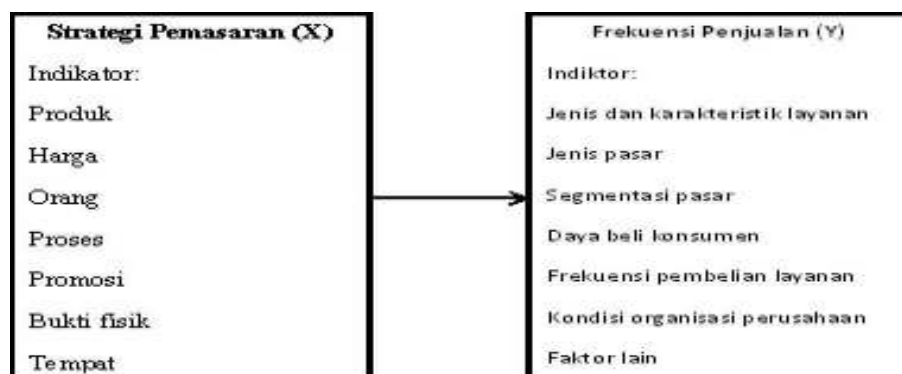 Strategi Pemasaran (X)
Indikator:
Produk
Harga
Orang
Proses
Promosi
Bukti fisik
Tempat
Frekuensi Penjualan (Y)
Indiktor:
Jenis dan karakteristik layanan
Jenis pasar
Segmentasi pasar
Daya beli konsumen
Frekuensi pembelian layanan
Kondisi organisasi perusahaan
Faktor lain